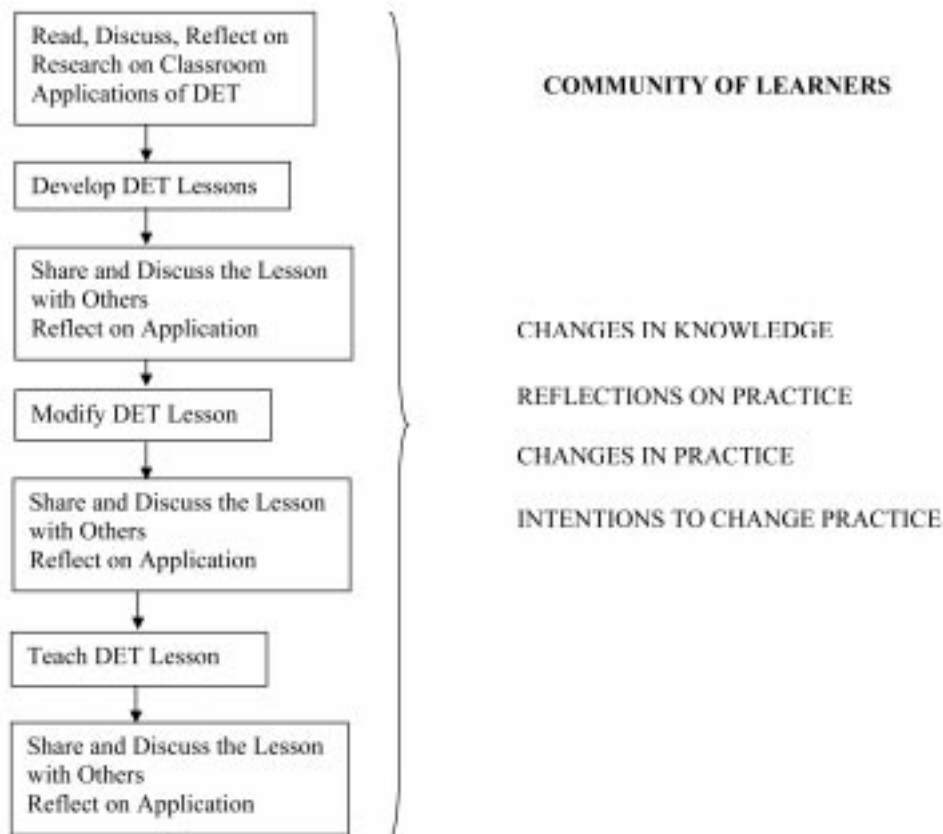 Read, Discuss, Reflect on
Research on Classroom
Applications of DET
Develop DET Lessons
Share and Discuss the Lesson
with Others
Reflect on Application
Modify DET Lesson
Share and Discuss the Lesson
with Others
Reflect on Application
Teach DET Lesson
Share and Discuss the Lesson
with Others
Reflect on Application
COMMUNITY OF LEARNERS
CHANGES IN KNOWLEDGE
REFLECTIONS ON PRACTICE
CHANGES IN PRACTICE
INTENTIONS TO CHANGE PRACTICE